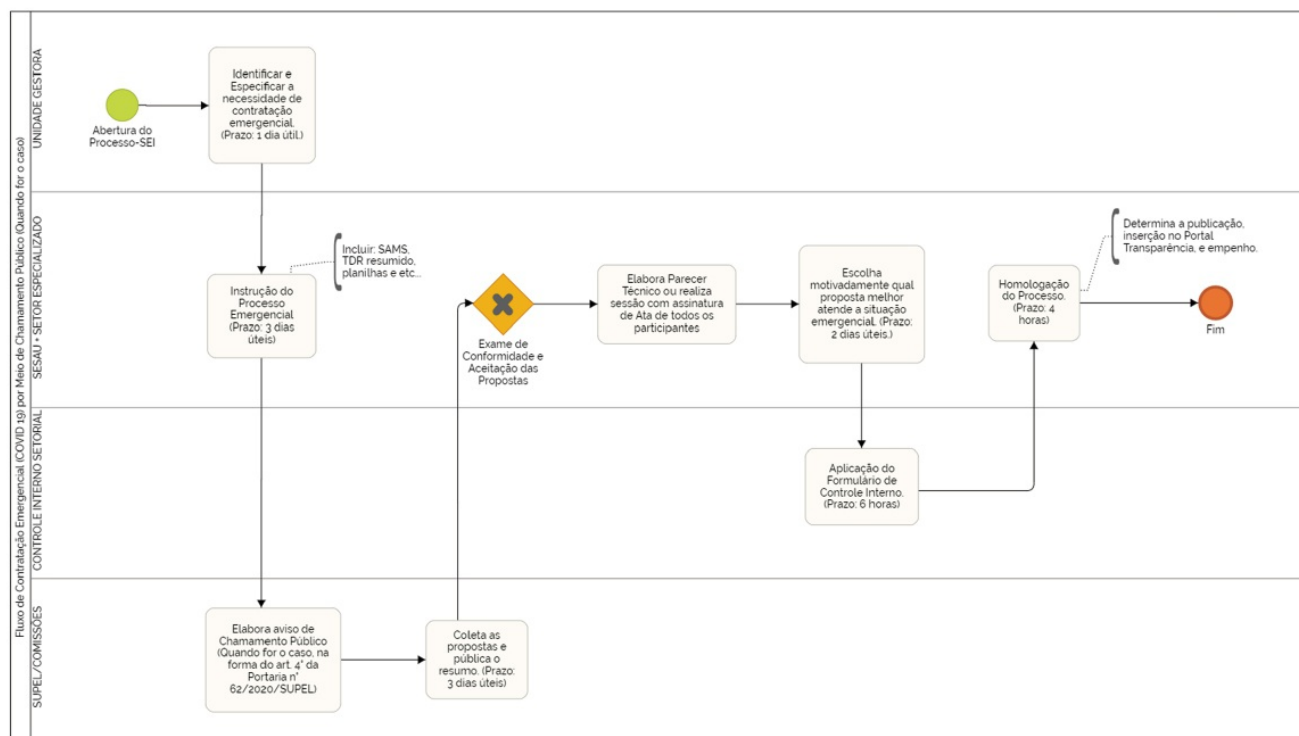 Fluxo de Contratação Emergencial (COVID 19) por Meio de Chamamento Público (Quando for o caso)
UNIDADE GESTORA
Abertura do
Processo-SEI
Identificar e
Especificar a
necessidade de
contratação
emergencial.
(Prazo: 1 dia útil.)
SESAU + SETOR ESPECIALIZADO
Instrução do
Processo
Emergencial
(Prazo: 3 dias
úteis)
Incluir: SAMS,
TDR resumido,
planilhas e etc...
Exame de
Conformidade e
Aceitação das
Propostas
Elabora Parecer
Técnico ou realiza
sessão com assinatura
de Ata de todos os
participantes
Escolha
motivadamente qual
proposta melhor
atende a situação
emergencial. (Prazo:
2 dias úteis.)
Homologação
do Processo.
(Prazo: 4
horas)
Determina a publicação,
inserção no Portal
Transparência, e empenho.
Fim
CONTROLE INTERNO SETORIAL
Aplicação do
Formulário de
Controle Interno.
(Prazo: 6 horas)
SUPEL/COMISSÕES
Elabora aviso de
Chamamento Público
(Quando for o caso, na
forma do art. 4° da
Portaria n°
62/2020/SUPEL)
Coleta as
propostas e
pública o
resumo. (Prazo:
3 dias úteis)